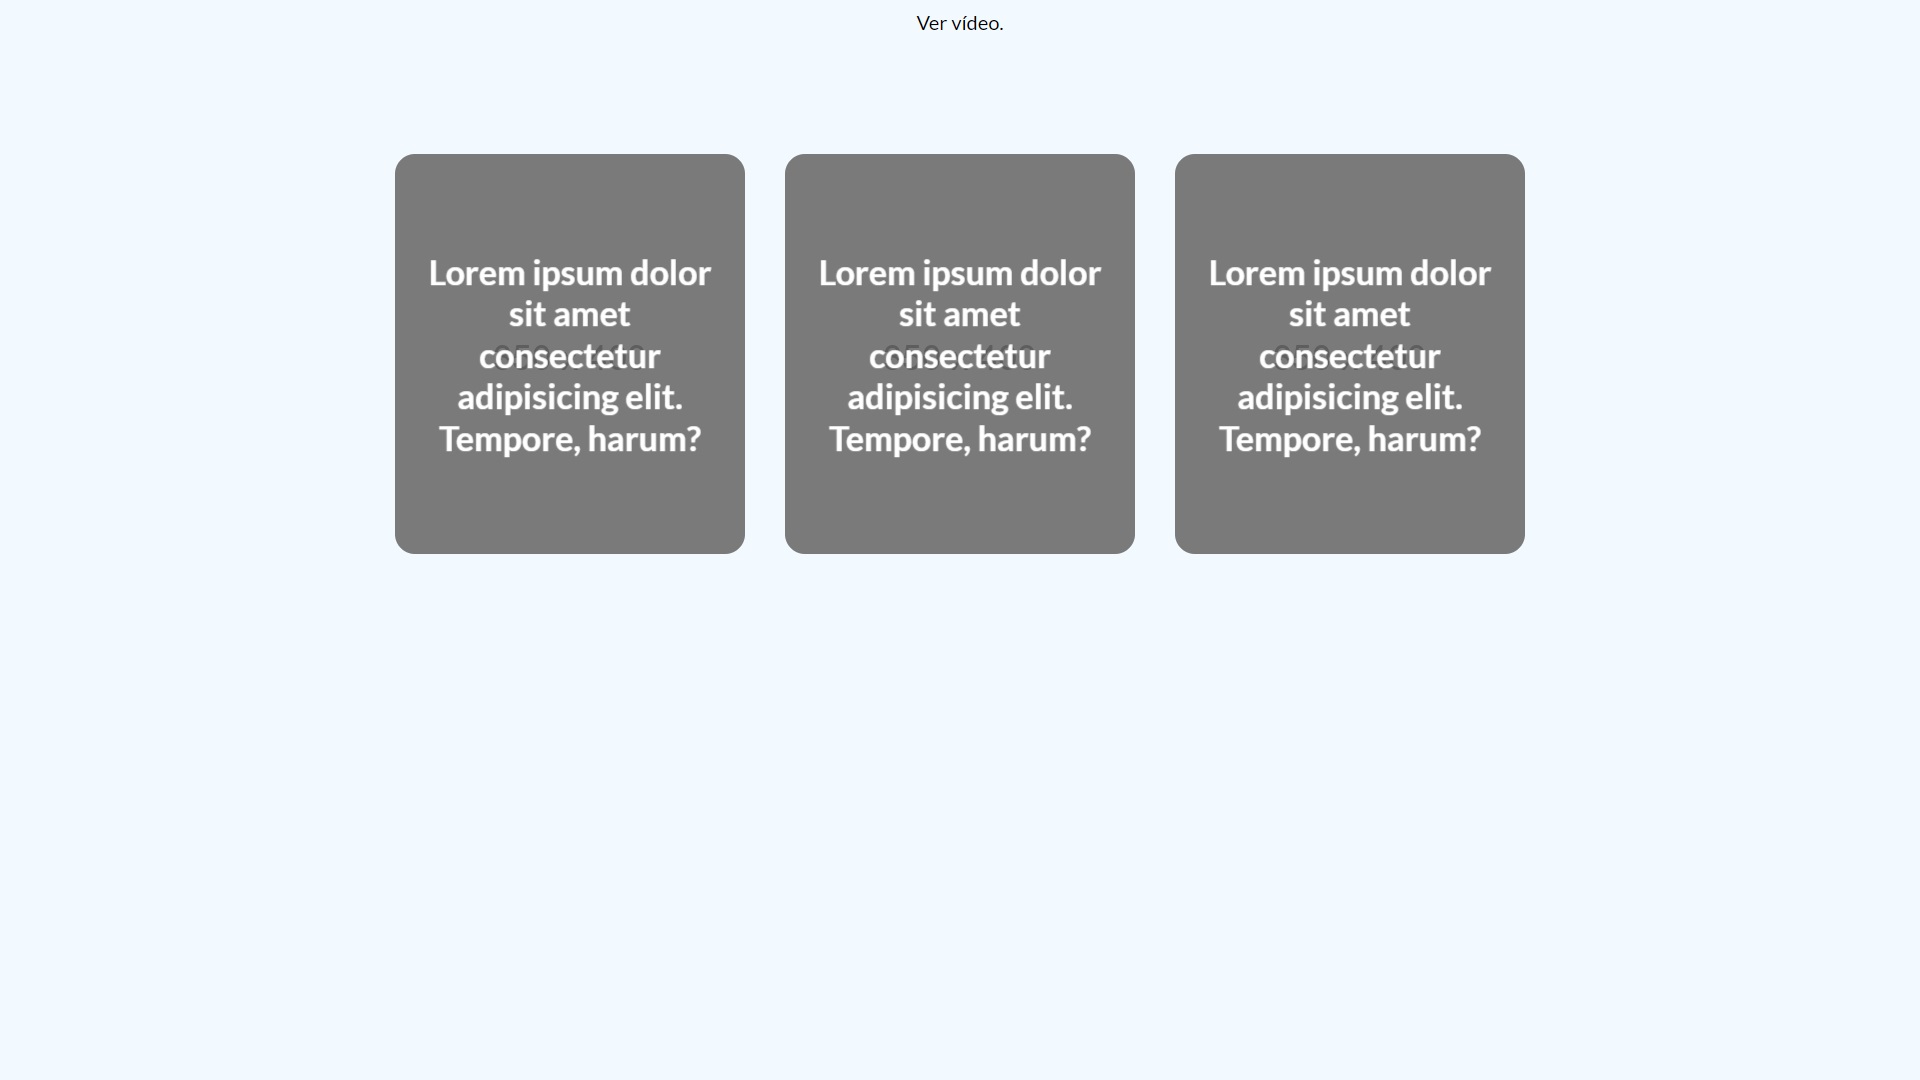 Ver vídeo.
Lorem ipsum dolor
sit amet
consectetur
adipisicing elit.
Tempore, harum?
Lorem ipsum dolor
sit amet
consectetur
adipisicing elit.
Tempore, harum?
Lorem ipsum dolor
sit amet
consectetur
adipisicing elit.
Tempore, harum?